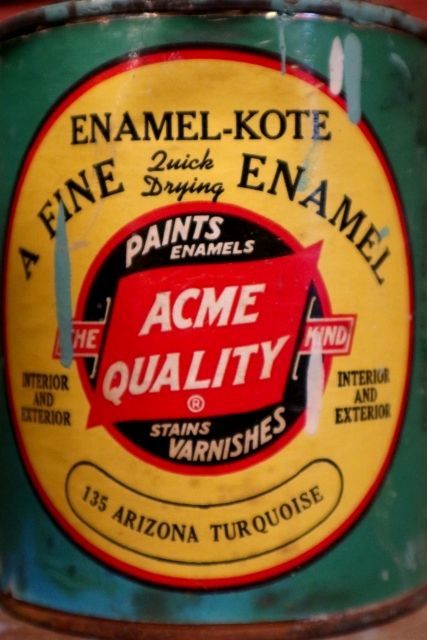 ENAMEL-KOTE
A FINE Quick Drying ENAMEL
PAINTS
ENAMELS
THE ACME QUALITY KIND
®
INTERIOR AND EXTERIOR
INTERIOR AND EXTERIOR
STAINS
VARNISHES
135 ARIZONA TURQUOISE